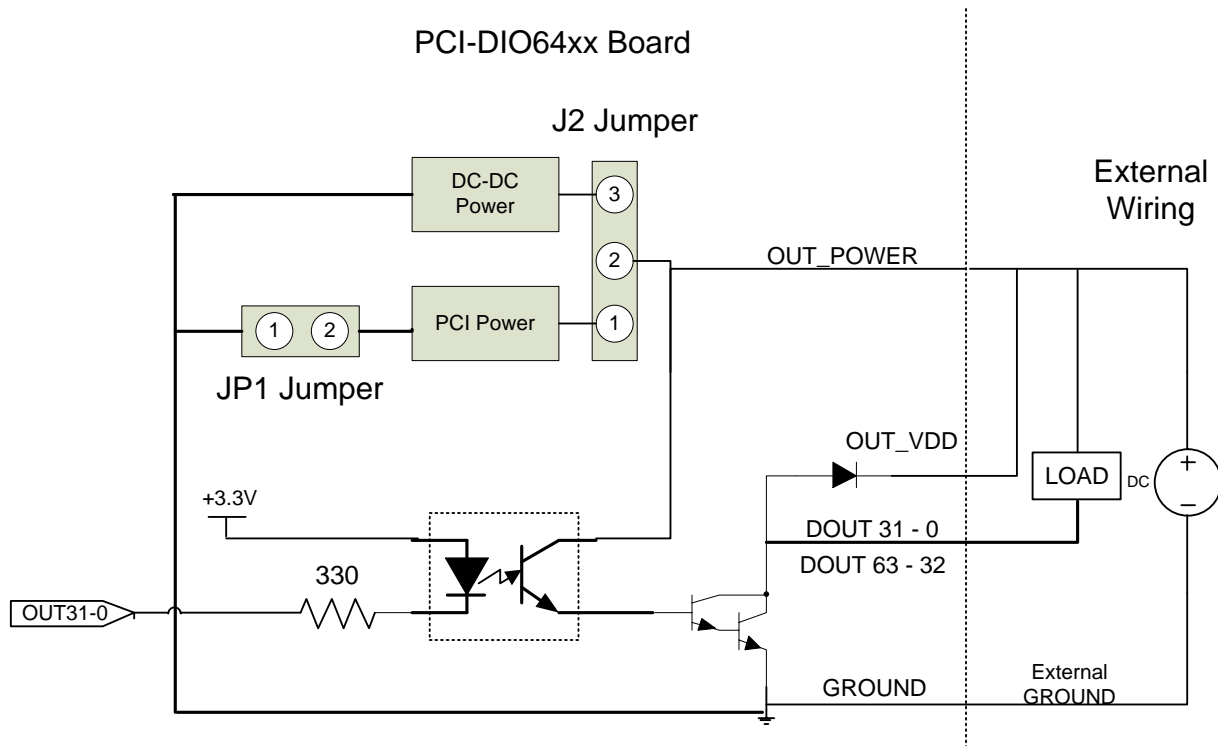 PCI-DIO64xx Board
J2 Jumper
DC-DC
Power
3
External
Wiring
2
OUT_POWER
1
2
PCI Power
1
JP1 Jumper
OUT_VDD
+
LOAD
DC
–
+3.3V
DOUT 31 - 0
DOUT 63 - 32
330
OUT31-0
GROUND
External
GROUND